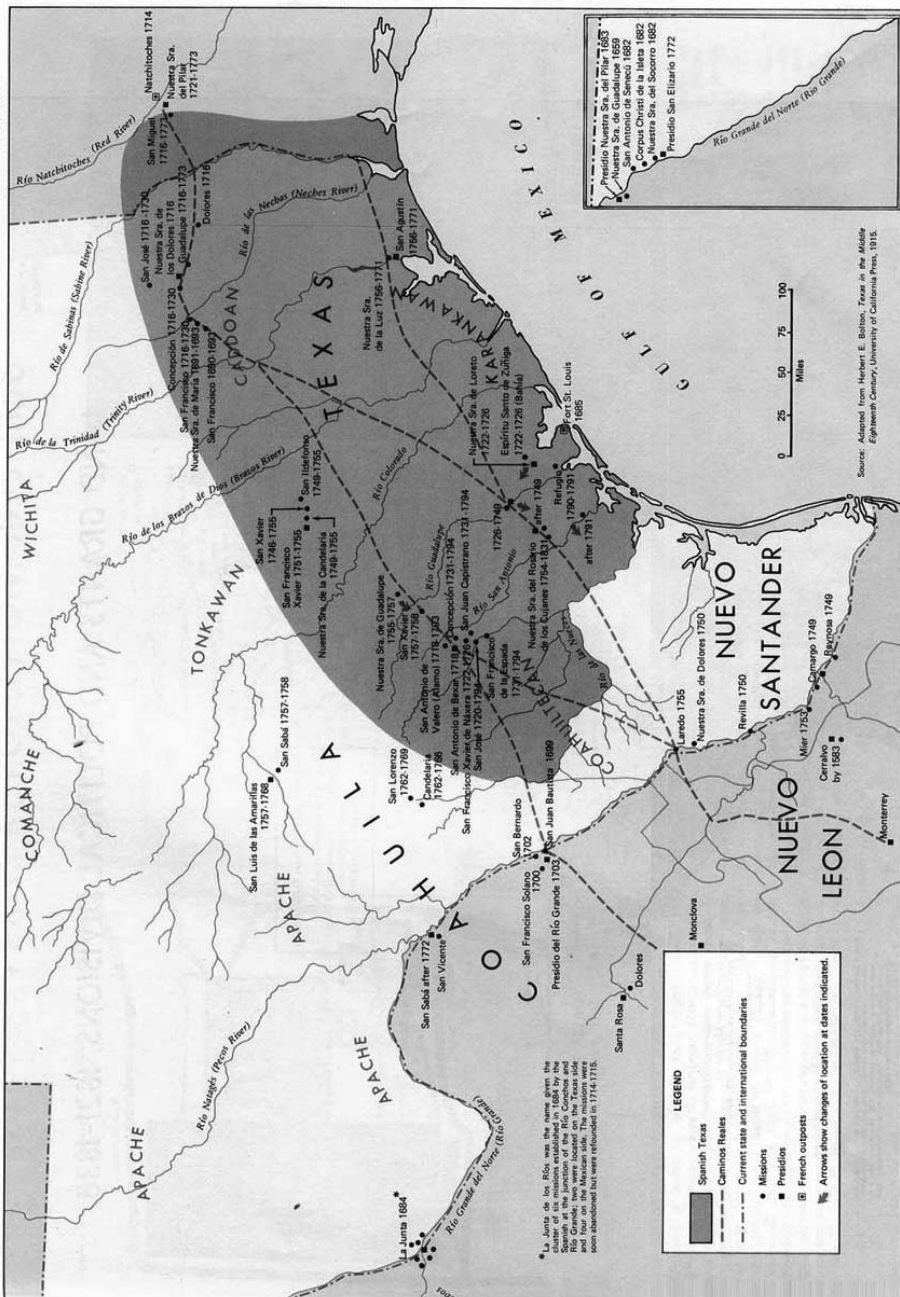 COMANCHE
WICHITA
TONKAWAN
APACHE
APACHE
APACHE
CADDOAN
KARANKAWAN
COAHUILTECAN
TEXAS
COAHUILA
NUEVO
SANTANDER
NUEVO
LEON
GULF OF MEXICO.
Río Natagés (Pecos River)
Río Grande del Norte (Río Grande)
Río de los Brazos de Dios (Brazos River)
Río de la Trinidad (Trinity River)
Río de Sabinas (Sabine River)
Río Natchitoches (Red River)
Río de las Nechas (Neches River)
Río Colorado
Río Guadalupe
Río San Antonio
Río de las Nueces
Natchitoches 1714
Nuestra Sra.
del Pilar
1721-1773
San Miguel
1716-1773
San José 1716-1730
Nuestra Sra. de
los Dolores 1716
Guadalupe 1716-1773
Dolores 1716
Concepción 1716-1730
San Francisco 1716-1730
Nuestra Sra. de María 1691-1693
San Francisco 1690-1693
San Agustín
1756-1771
Nuestra Sra.
de la Luz 1756-1771
San Ildefonso
1749-1755
San Xavier
1746-1755
San Francisco
Xavier 1751-1755
Nuestra Sra. de la Candelaria
1749-1755
Nuestra Sra. de Loreto
1722-1726
Espíritu Santo de Zuñiga
1722-1726 (Bahía)
Fort St. Louis
1685
1726-1749
after 1749
Refugio
1790-1791
after 1791
Nuestra Sra. del Rosario
de los Cujanes 1754-1831
Nuestra Sra. de Guadalupe
1755-1757
San Xavier
1757-1758
San Antonio de
Valero (Alamo) 1718-1793
Concepción 1731-1794
San Antonio de Bexar 1718
San Juan Capistrano 1731-1794
San Francisco Xavier de Náxera 1722-1726
San José 1720-1794
San Francisco
de la Espada
1731-1794
San Luis de las Amarillas
1757-1768
San Sabá 1757-1758
San Lorenzo
1762-1769
Candelaria
1762-1766
San Juan Bautista 1699
San Bernardo
1702
San Francisco Solano
1700
Presidio del Río Grande 1703
San Sabá after 1772
San Vicente
La Junta 1684*
Santa Rosa
Dolores
Monclova
Monterrey
Laredo 1755
Nuestra Sra. de Dolores 1750
Revilla 1750
Mier 1753
Camargo 1749
Reynosa 1749
Cerralvo
by 1583
Presidio Nuestra Sra. del Pilar 1683
Nuestra Sra. de Guadalupe 1659
San Antonio de Senecú 1682
Corpus Christi de la Isleta 1682
Nuestra Sra. del Socorro 1682
Presidio San Elizario 1772
Río Grande del Norte (Río Grande)
0 25 50 75 100
Miles
Source: Adapted from Herbert E. Bolton, Texas in the Middle
Eighteenth Century, University of California Press, 1915.
*La Junta de los Ríos was the name given the
cluster of six missions established in 1684 by the
Spanish at the junction of the Río Conchos and
Río Grande; two were located on the Texas side
and four on the Mexican side. The missions were
soon abandoned but were refounded in 1714-1715.
LEGEND
Spanish Texas
Caminos Reales
Current state and international boundaries
Missions
Presidios
French outposts
Arrows show changes of location at dates indicated.